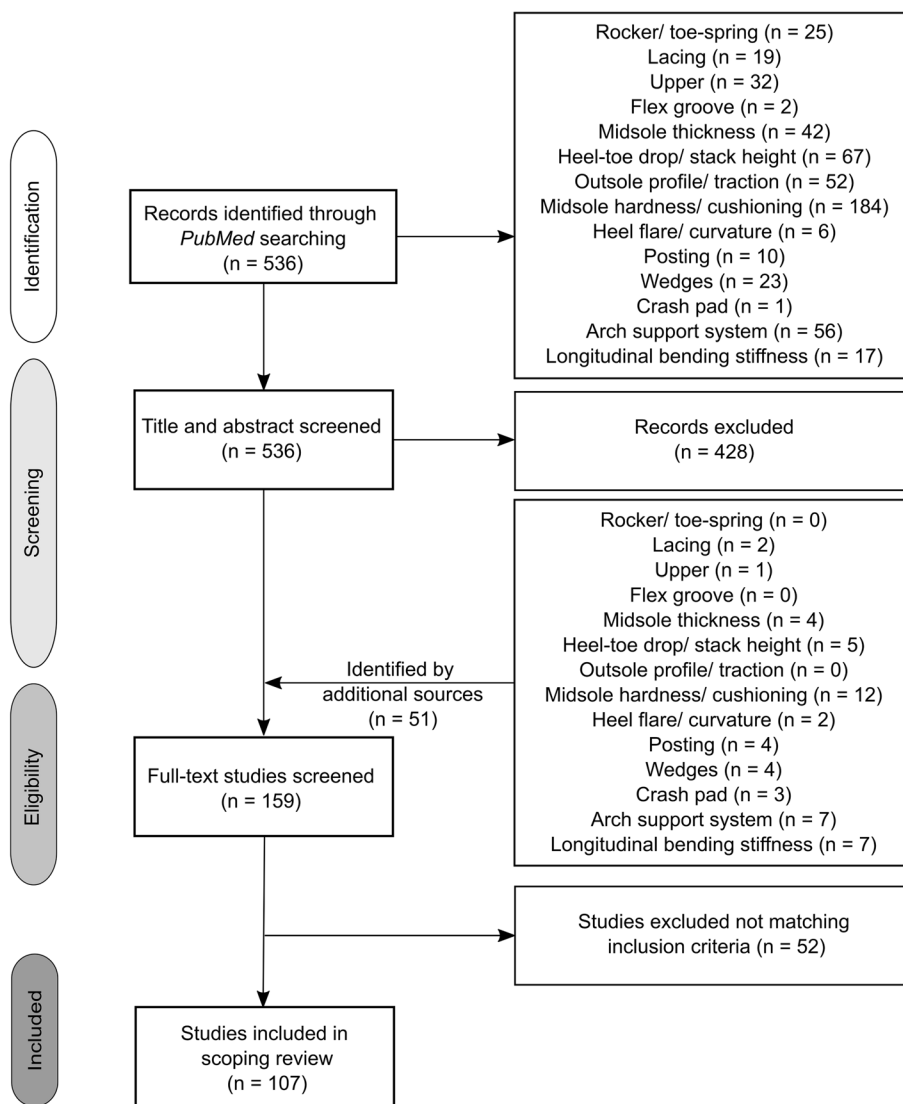 Identification
Records identified through
PubMed searching
(n = 536)
Rocker/ toe-spring (n = 25)
Lacing (n = 19)
Upper (n = 32)
Flex groove (n = 2)
Midsole thickness (n = 42)
Heel-toe drop/ stack height (n = 67)
Outsole profile/ traction (n = 52)
Midsole hardness/ cushioning (n = 184)
Heel flare/ curvature (n = 6)
Posting (n = 10)
Wedges (n = 23)
Crash pad (n = 1)
Arch support system (n = 56)
Longitudinal bending stiffness (n = 17)
Screening
Title and abstract screened
(n = 536)
Records excluded
(n = 428)
Identified by
additional sources
(n = 51)
Rocker/ toe-spring (n = 0)
Lacing (n = 2)
Upper (n = 1)
Flex groove (n = 0)
Midsole thickness (n = 4)
Heel-toe drop/ stack height (n = 5)
Outsole profile/ traction (n = 0)
Midsole hardness/ cushioning (n = 12)
Heel flare/ curvature (n = 2)
Posting (n = 4)
Wedges (n = 4)
Crash pad (n = 3)
Arch support system (n = 7)
Longitudinal bending stiffness (n = 7)
Eligibility
Full-text studies screened
(n = 159)
Studies excluded not matching
inclusion criteria (n = 52)
Included
Studies included in
scoping review
(n = 107)